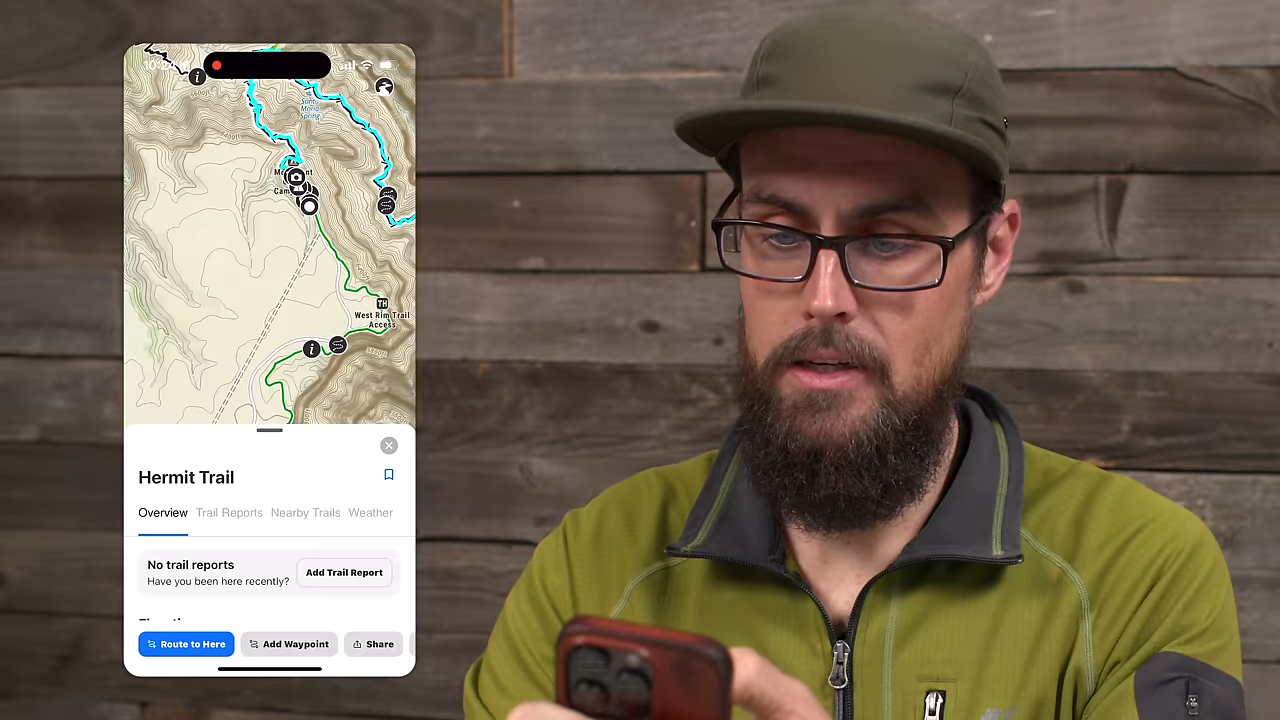 Santa
Maria
Spring
West Rim Trail
Access
TH
Hermit Trail
Overview
Trail Reports
Nearby Trails
Weather
No trail reports
Have you been here recently?
Add Trail Report
Route to Here
Add Waypoint
Share